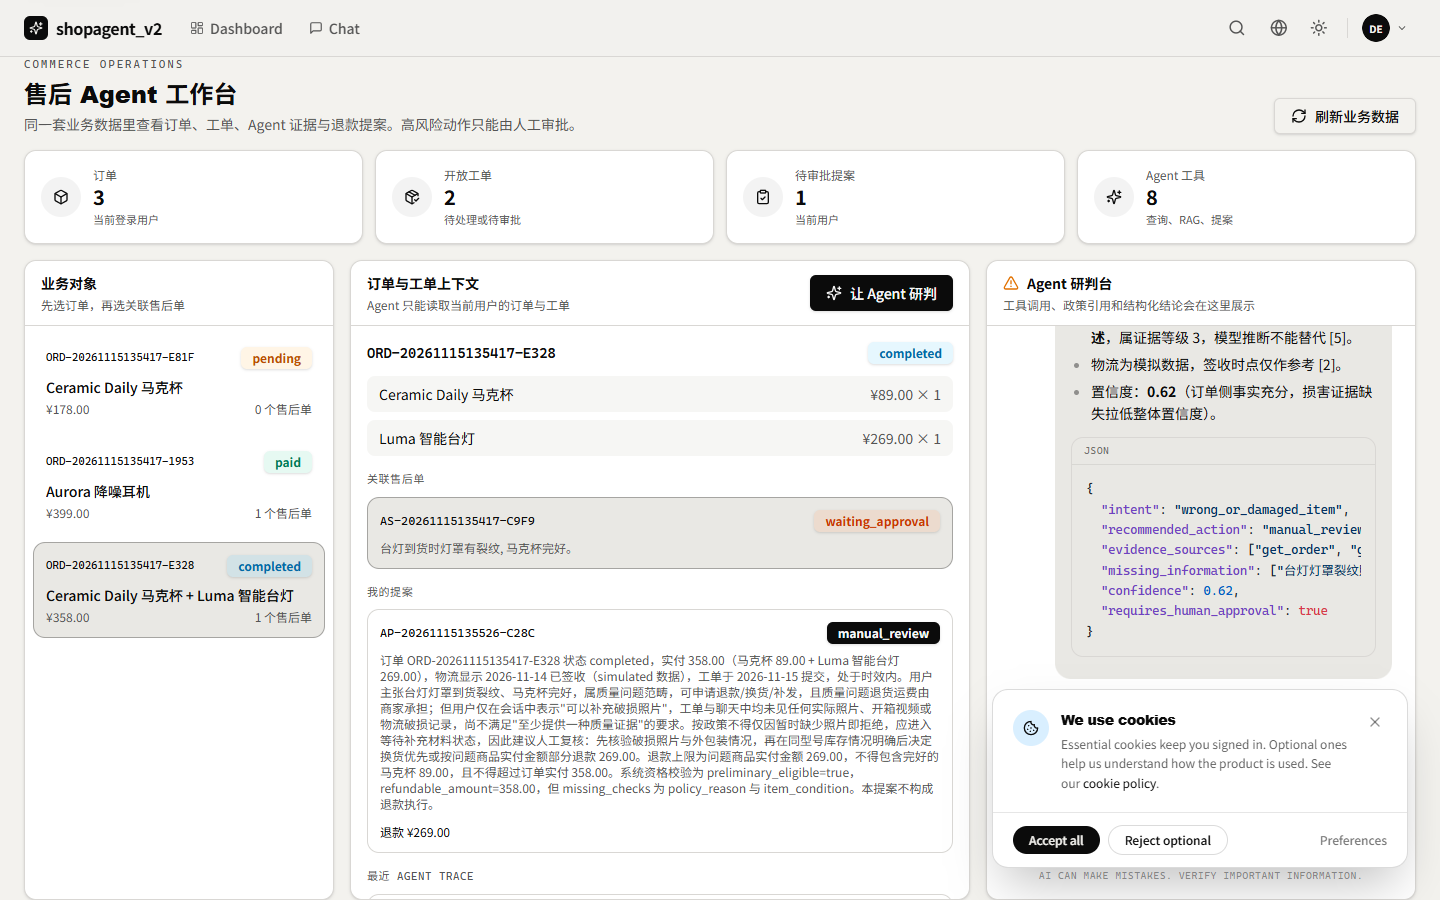 shopagent_v2
Dashboard
Chat
DE
COMMERCE OPERATIONS
售后 Agent 工作台
同一套业务数据里查看订单、工单、Agent 证据与退款提案。高风险动作只能由人工审批。
刷新业务数据
订单
3
当前登录用户
开放工单
2
待处理或待审批
待审批提案
1
当前用户
Agent 工具
8
查询、RAG、提案
业务对象
先选订单，再选关联售后单
ORD-20261115135417-E81F
pending
Ceramic Daily 马克杯
¥178.00
0 个售后单
ORD-20261115135417-1953
paid
Aurora 降噪耳机
¥399.00
1 个售后单
ORD-20261115135417-E328
completed
Ceramic Daily 马克杯 + Luma 智能台灯
¥358.00
1 个售后单
订单与工单上下文
Agent 只能读取当前用户的订单与工单
让 Agent 研判
ORD-20261115135417-E328
completed
Ceramic Daily 马克杯
¥89.00 × 1
Luma 智能台灯
¥269.00 × 1
关联售后单
AS-20261115135417-C9F9
waiting_approval
台灯到货时灯罩有裂纹, 马克杯完好。
我的提案
AP-20261115135526-C28C
manual_review
订单 ORD-20261115135417-E328 状态 completed，实付 358.00（马克杯 89.00 + Luma 智能台灯
269.00），物流显示 2026-11-14 已签收（simulated 数据），工单于 2026-11-15 提交，处于时效内。用户
主张台灯灯罩到货裂纹、马克杯完好，属质量问题范畴，可申请退款/换货/补发，且质量问题退货运费由
商家承担；但用户仅在会话中表示"可以补充破损照片"，工单与聊天中均未见任何实际照片、开箱视频或
物流破损记录，尚不满足"至少提供一种质量证据"的要求。按政策不得仅因暂时缺少照片即拒绝，应进入
等待补充材料状态，因此建议人工复核：先核验破损照片与外包装情况，再在同型号库存情况明确后决定
换货优先或按问题商品实付金额部分退款 269.00。退款上限为问题商品实付金额 269.00，不得包含完好的
马克杯 89.00，且不得超过订单实付 358.00。系统资格校验为 preliminary_eligible=true，
refundable_amount=358.00，但 missing_checks 为 policy_reason 与 item_condition。本提案不构成
退款执行。
退款 ¥269.00
最近 AGENT TRACE
Agent 研判台
工具调用、政策引用和结构化结论会在这里展示
述，属证据等级 3，模型推断不能替代 [5]。
物流为模拟数据，签收时点仅作参考 [2]。
置信度：0.62（订单侧事实充分，损害证据缺
失拉低整体置信度）。
JSON
{
"intent": "wrong_or_damaged_item",
"recommended_action": "manual_review
"evidence_sources": ["get_order", "g
"missing_information": ["台灯灯罩裂纹
"confidence": 0.62,
"requires_human_approval": true
}
We use cookies
Essential cookies keep you signed in. Optional ones
help us understand how the product is used. See
our cookie policy.
Accept all
Reject optional
Preferences
AI CAN MAKE MISTAKES. VERIFY IMPORTANT INFORMATION.